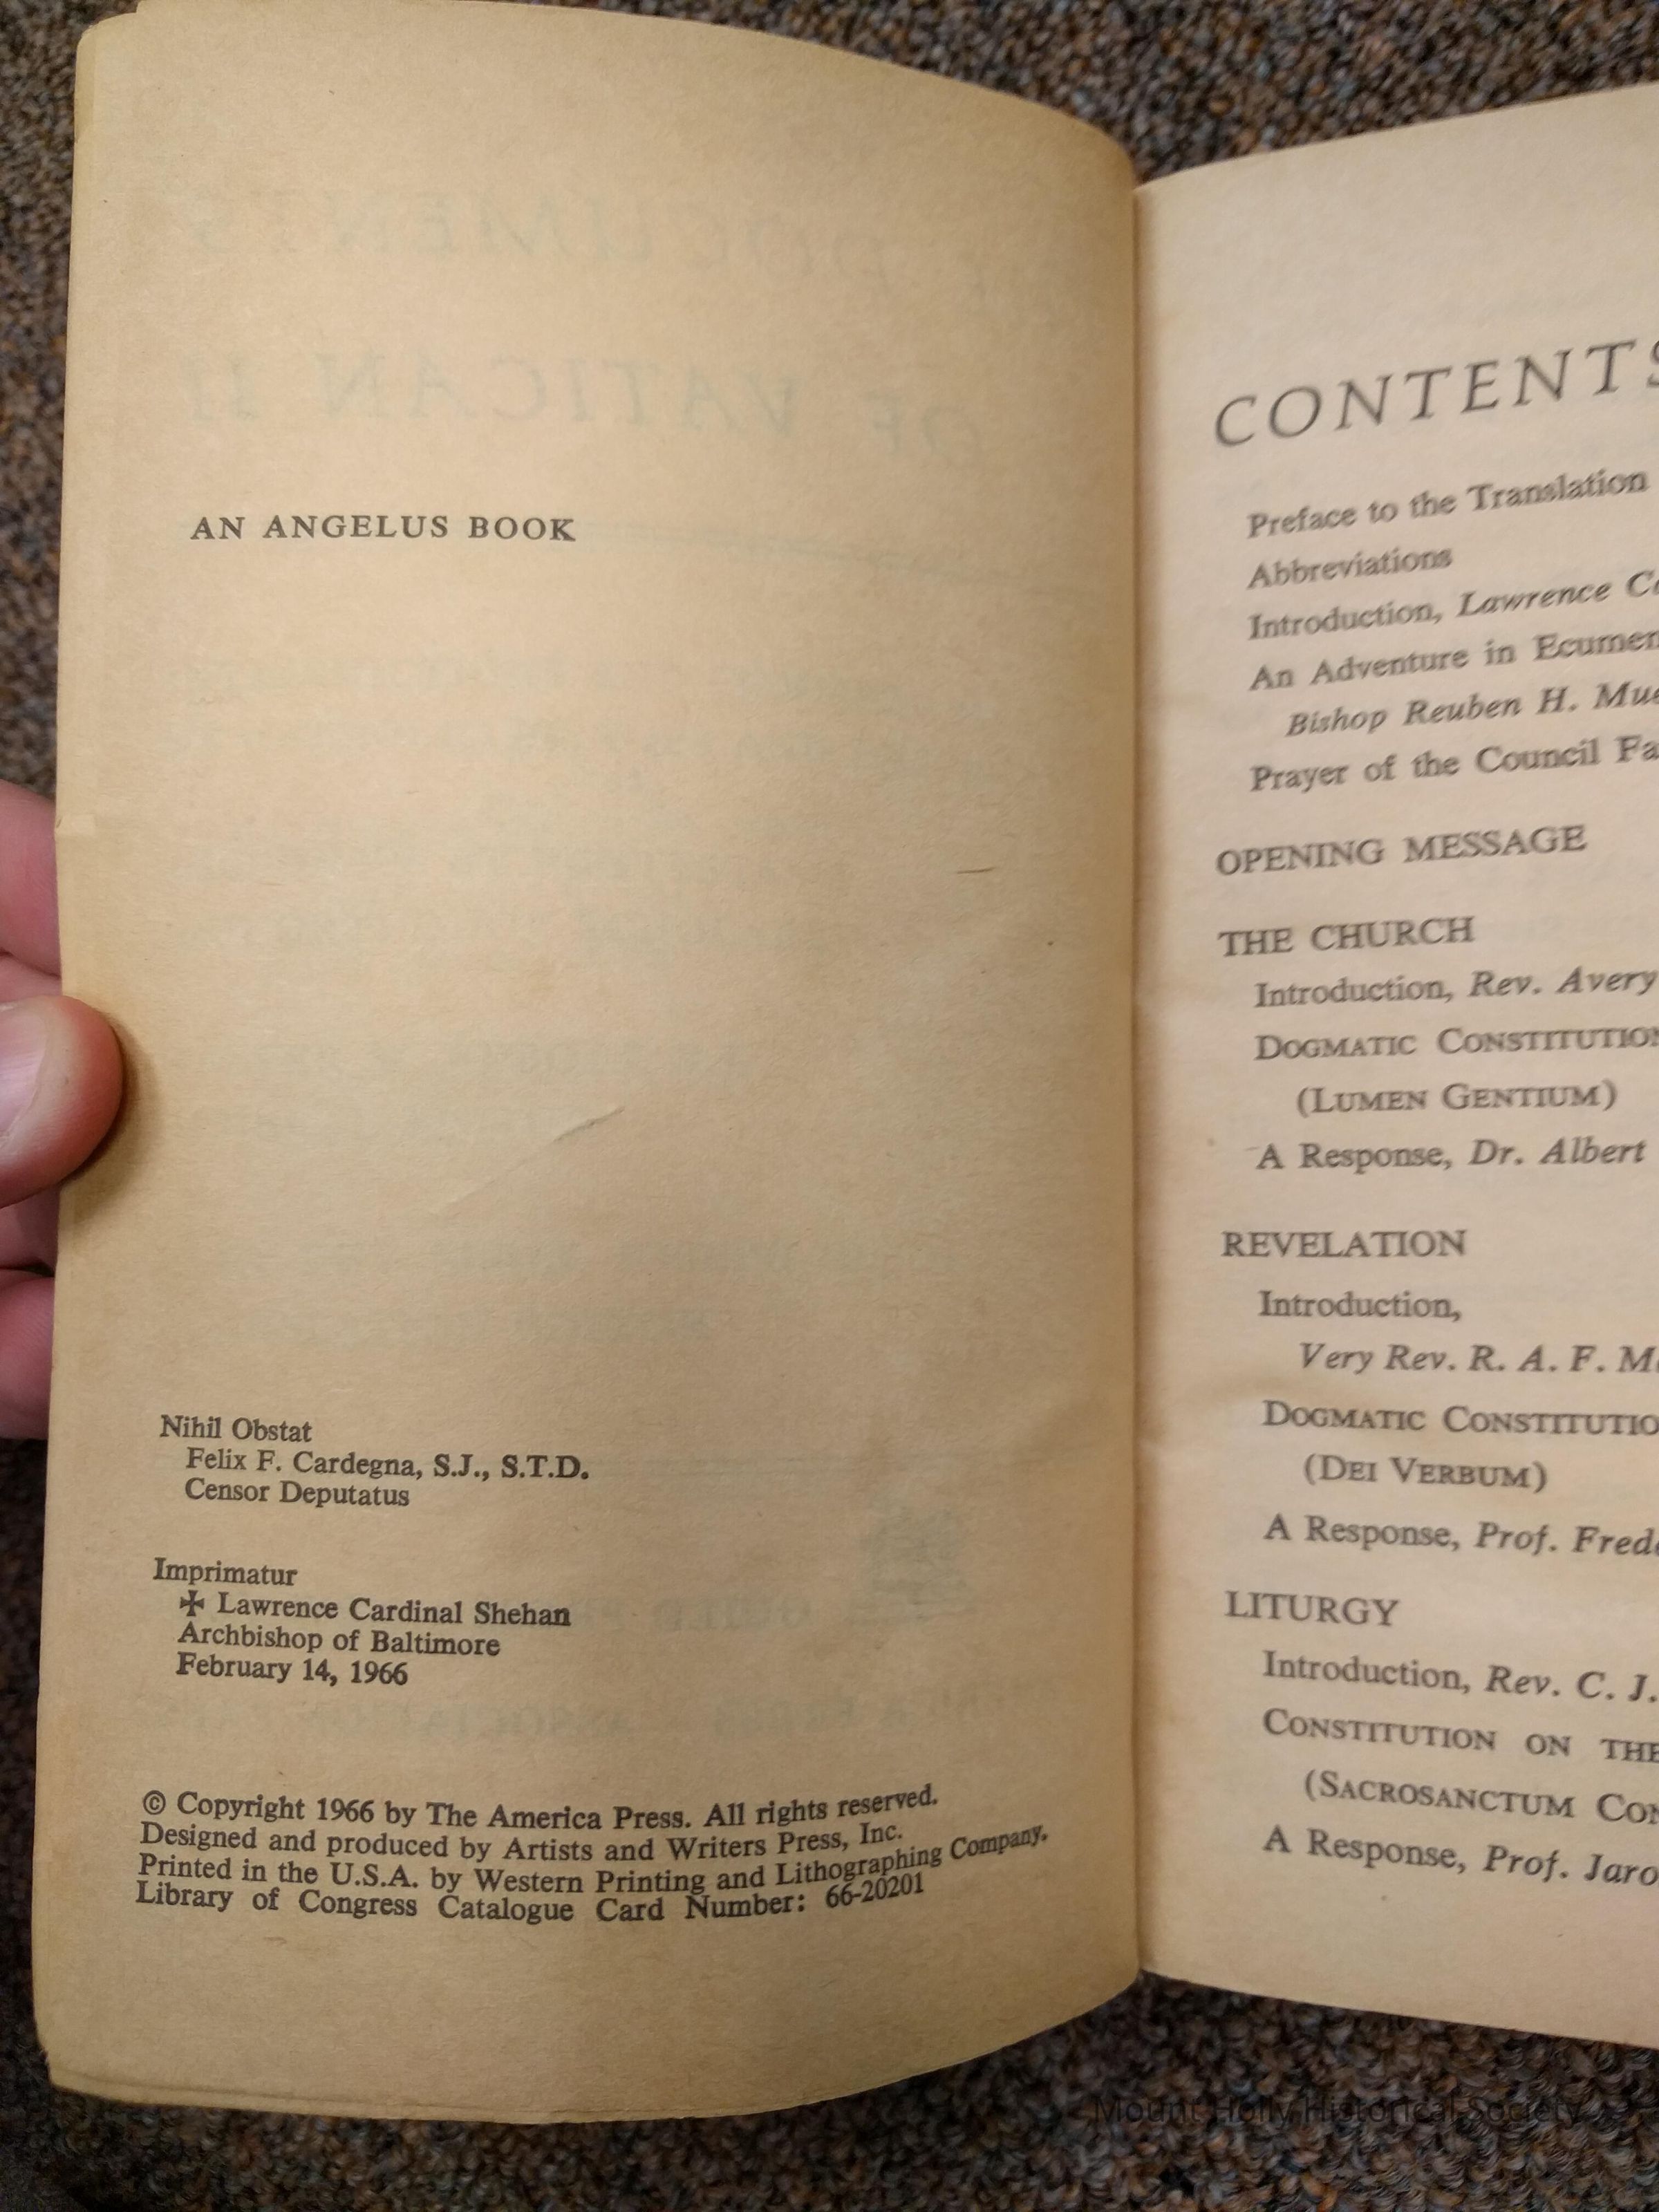 AN ANGELUS BOOK
Nihil Obstat
Felix F. Cardegna, S.J., S.T.D.
Censor Deputatus
Imprimatur
✠ Lawrence Cardinal Shehan
Archbishop of Baltimore
February 14, 1966
© Copyright 1966 by The America Press. All rights reserved.
Designed and produced by Artists and Writers Press, Inc.
Printed in the U.S.A. by Western Printing and Lithographing Company.
Library of Congress Catalogue Card Number: 66-20201
CONTENTS
Preface to the Translation
Abbreviations
Introduction, Lawrence
An Adventure in
Bishop Reuben H.
Prayer of the Council
OPENING MESSAGE
THE CHURCH
Introduction, Rev. Avery
DOGMATIC CONSTITUTION
(LUMEN GENTIUM)
A Response, Dr. Albert
REVELATION
Introduction,
Very Rev. R. A. F.
DOGMATIC
(DEI VERBUM)
A Response, Prof.
LITURGY
Introduction, Rev. C. J.
CONSTITUTION ON THE
(SACROSANCTUM
A Response, Prof.
Mount Holly Historical Society